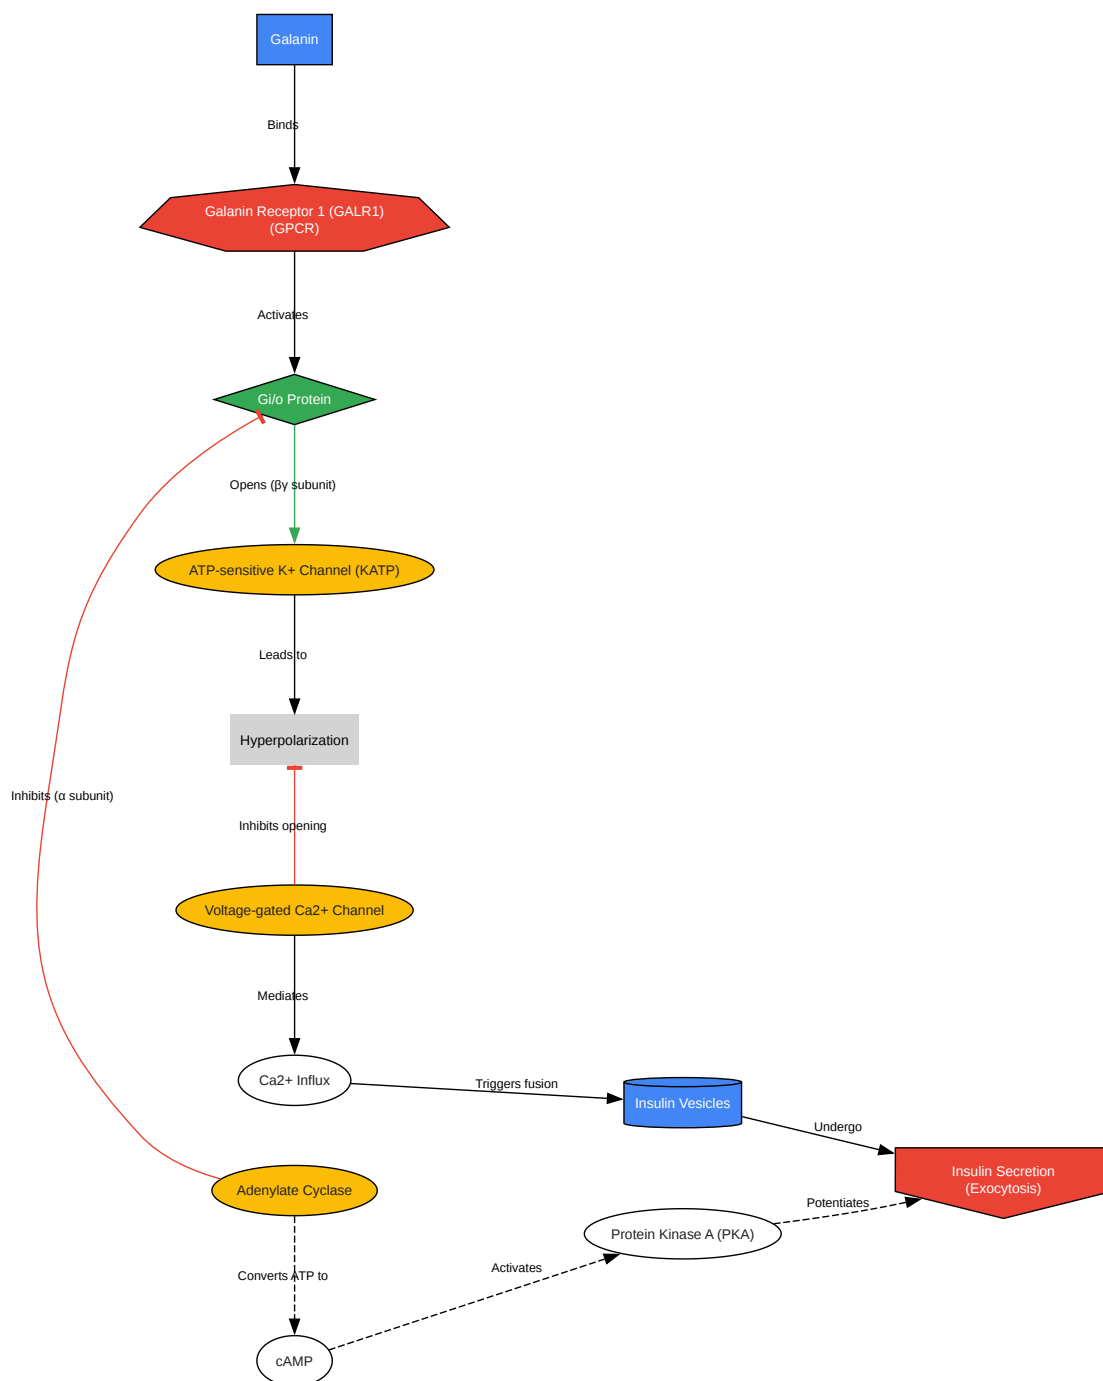 Galanin
Binds
Galanin Receptor 1 (GALR1)
(GPCR)
Activates
Gi/o Protein
Opens (βγ subunit)
ATP-sensitive K+ Channel (KATP)
Leads to
Hyperpolarization
Inhibits (α subunit)
Inhibits opening
Voltage-gated Ca2+ Channel
Mediates
Ca2+ Influx
Triggers fusion
Insulin Vesicles
Undergo
Insulin Secretion
(Exocytosis)
Adenylate Cyclase
Potentiates
Protein Kinase A (PKA)
Activates
Converts ATP to
cAMP